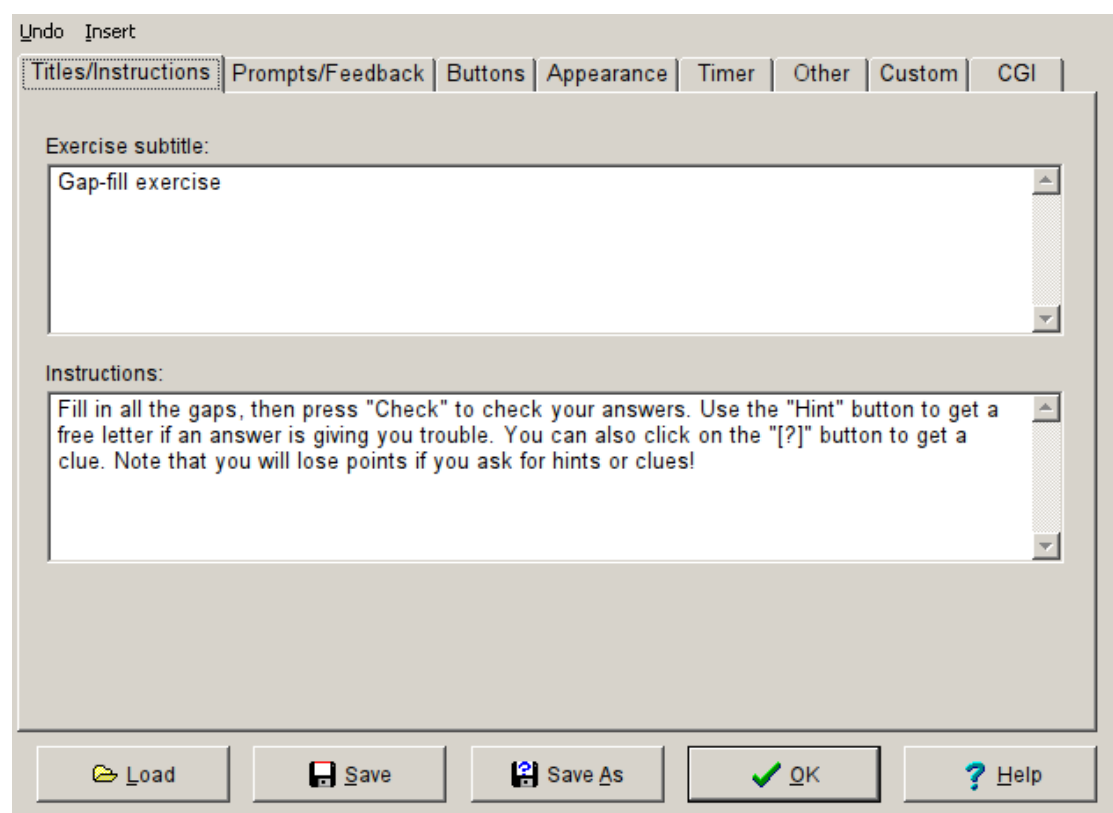 Undo Insert
Titles/Instructions Prompts/Feedback Buttons Appearance Timer Other Custom CGI
Exercise subtitle:
Gap-fill exercise
Instructions:
Fill in all the gaps, then press "Check" to check your answers. Use the "Hint" button to get a
free letter if an answer is giving you trouble. You can also click on the "[?]" button to get a
clue. Note that you will lose points if you ask for hints or clues!
Load Save Save As OK Help